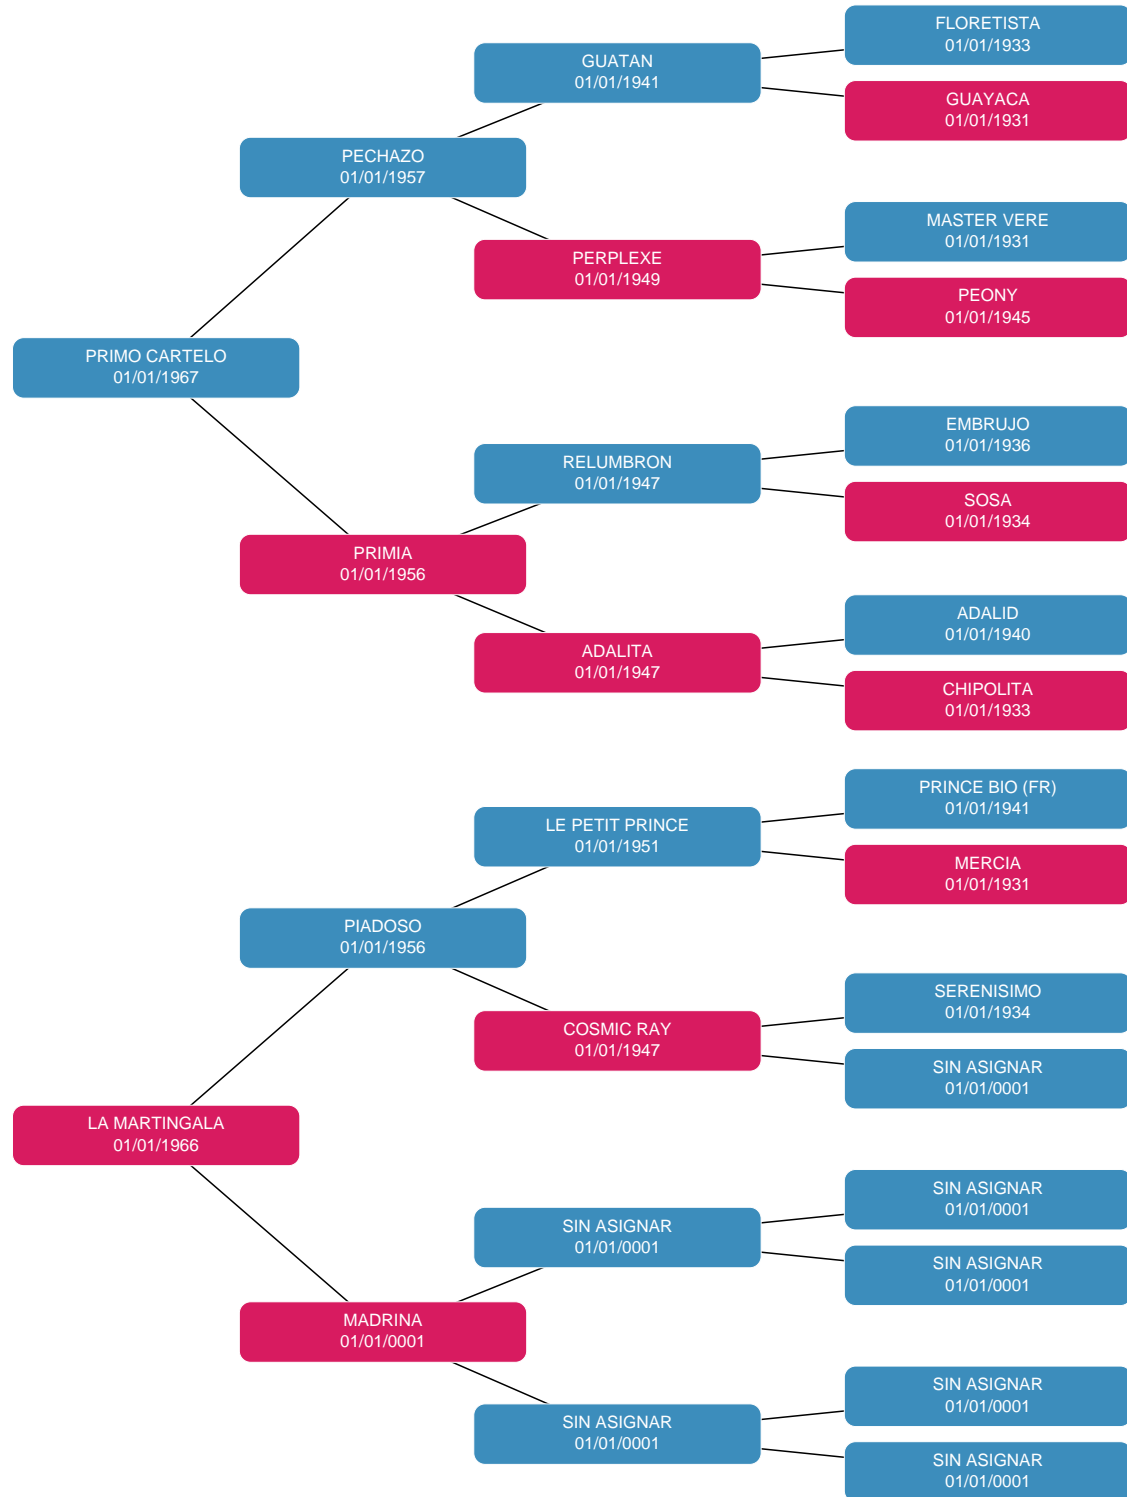 FLORETISTA
01/01/1933
GUATAN
01/01/1941
GUAYACA
01/01/1931
PECHAZO
01/01/1957
MASTER VERE
01/01/1931
PERPLEXE
01/01/1949
PEONY
01/01/1945
PRIMO CARTELO
01/01/1967
EMBRUJO
01/01/1936
RELUMBRON
01/01/1947
SOSA
01/01/1934
PRIMIA
01/01/1956
ADALID
01/01/1940
ADALITA
01/01/1947
CHIPOLITA
01/01/1933
PRINCE BIO (FR)
01/01/1941
LE PETIT PRINCE
01/01/1951
MERCIA
01/01/1931
PIADOSO
01/01/1956
SERENISIMO
01/01/1934
COSMIC RAY
01/01/1947
SIN ASIGNAR
01/01/0001
LA MARTINGALA
01/01/1966
SIN ASIGNAR
01/01/0001
SIN ASIGNAR
01/01/0001
SIN ASIGNAR
01/01/0001
MADRINA
01/01/0001
SIN ASIGNAR
01/01/0001
SIN ASIGNAR
01/01/0001
SIN ASIGNAR
01/01/0001